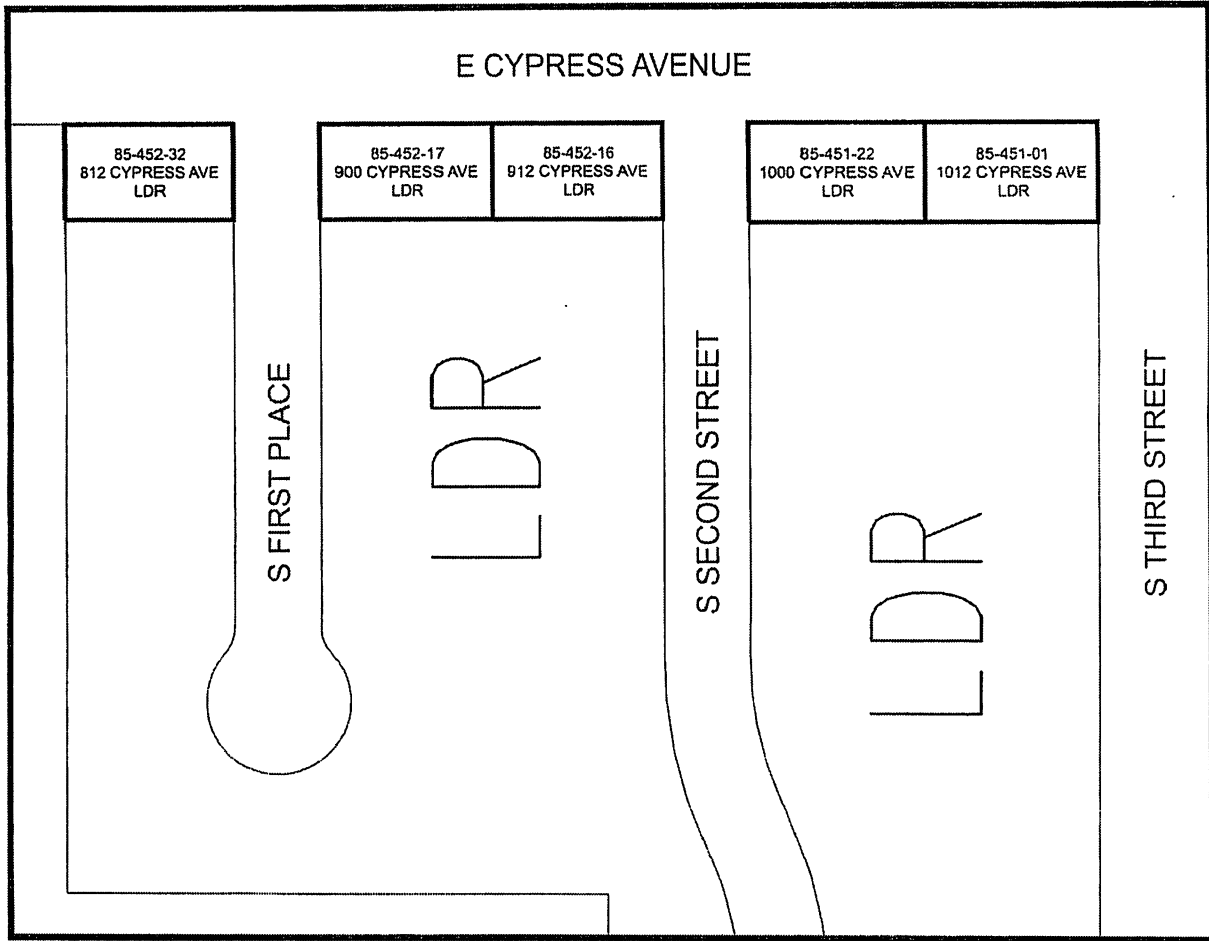 E CYPRESS AVENUE
85-452-32
812 CYPRESS AVE
LDR
85-452-17
900 CYPRESS AVE
LDR
85-452-16
912 CYPRESS AVE
LDR
85-451-22
1000 CYPRESS AVE
LDR
85-451-01
1012 CYPRESS AVE
LDR
S FIRST PLACE
LDR
S SECOND STREET
LDR
S THIRD STREET